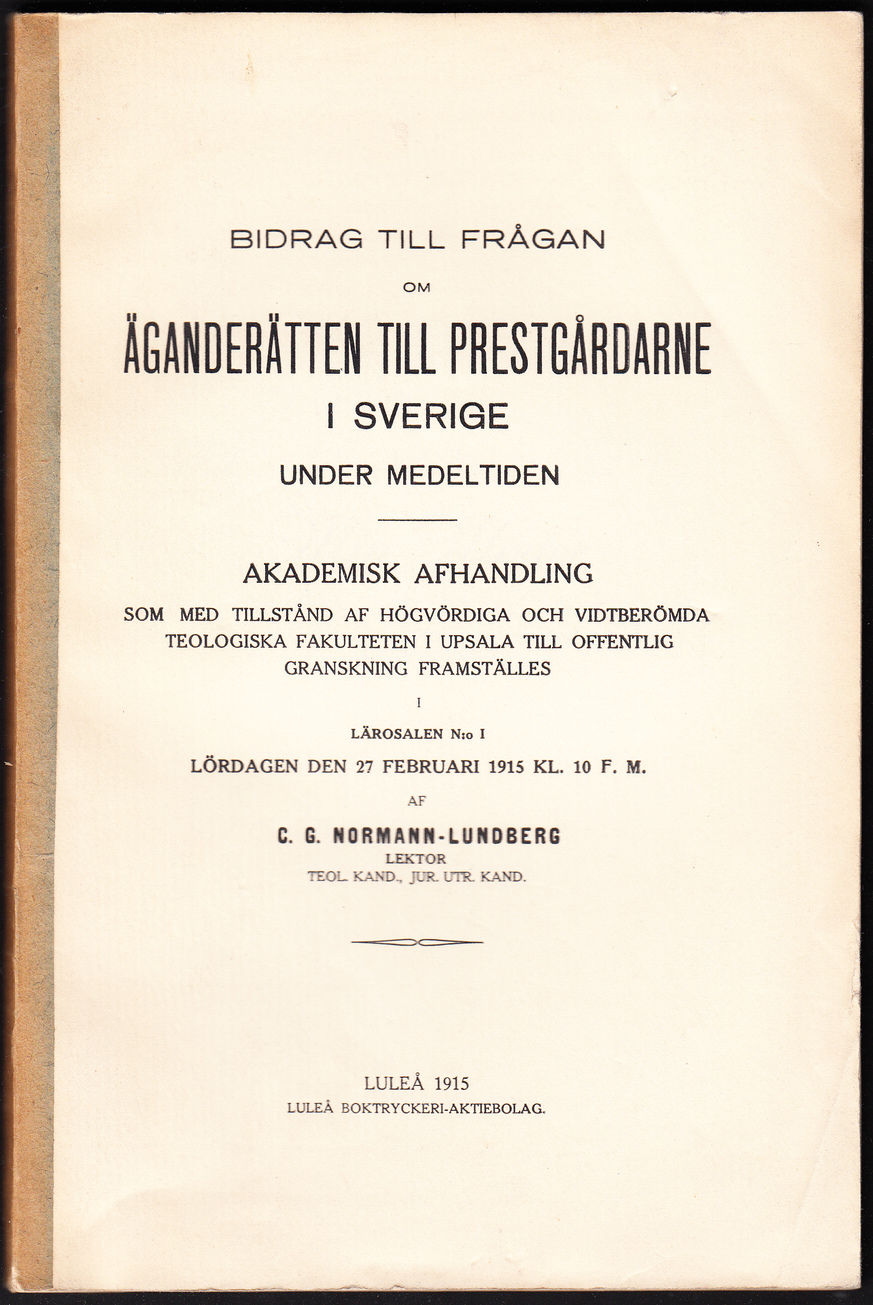 BIDRAG TILL FRÅGAN
OM
ÄGANDERÄTTEN TILL PRESTGÅRDARNE
I SVERIGE
UNDER MEDELTIDEN
AKADEMISK AFHANDLING
SOM MED TILLSTÅND AF HÖGVÖRDIGA OCH VIDTBERÖMDA
TEOLOGISKA FAKULTETEN I UPSALA TILL OFFENTLIG
GRANSKNING FRAMSTÄLLES
I
LÄROSALEN N:o I
LÖRDAGEN DEN 27 FEBRUARI 1915 KL. 10 F. M.
AF
C. G. NORMANN-LUNDBERG
LEKTOR
TEOL. KAND., JUR. UTR. KAND.
LULEÅ 1915
LULEÅ BOKTRYCKERI-AKTIEBOLAG.